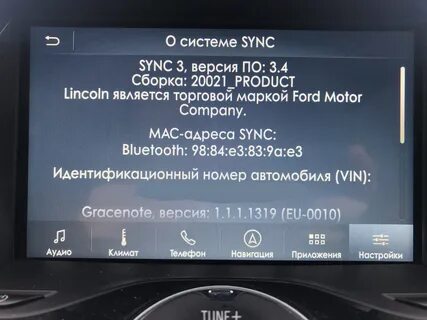 О системе SYNC
SYNC 3, версия ПО: 3.4
Сборка: 20021_PRODUCT
Lincoln является торговой маркой Ford Motor
Company.
MAC-адреса SYNC:
Bluetooth: 98:84:e3:83:9a:e3
Идентификационный номер автомобиля (VIN):
Gracenote, версия: 1.1.1.1319 (EU-0010)
Аудио
Климат
Телефон
Навигация
Приложения
Настройки
TUNE+